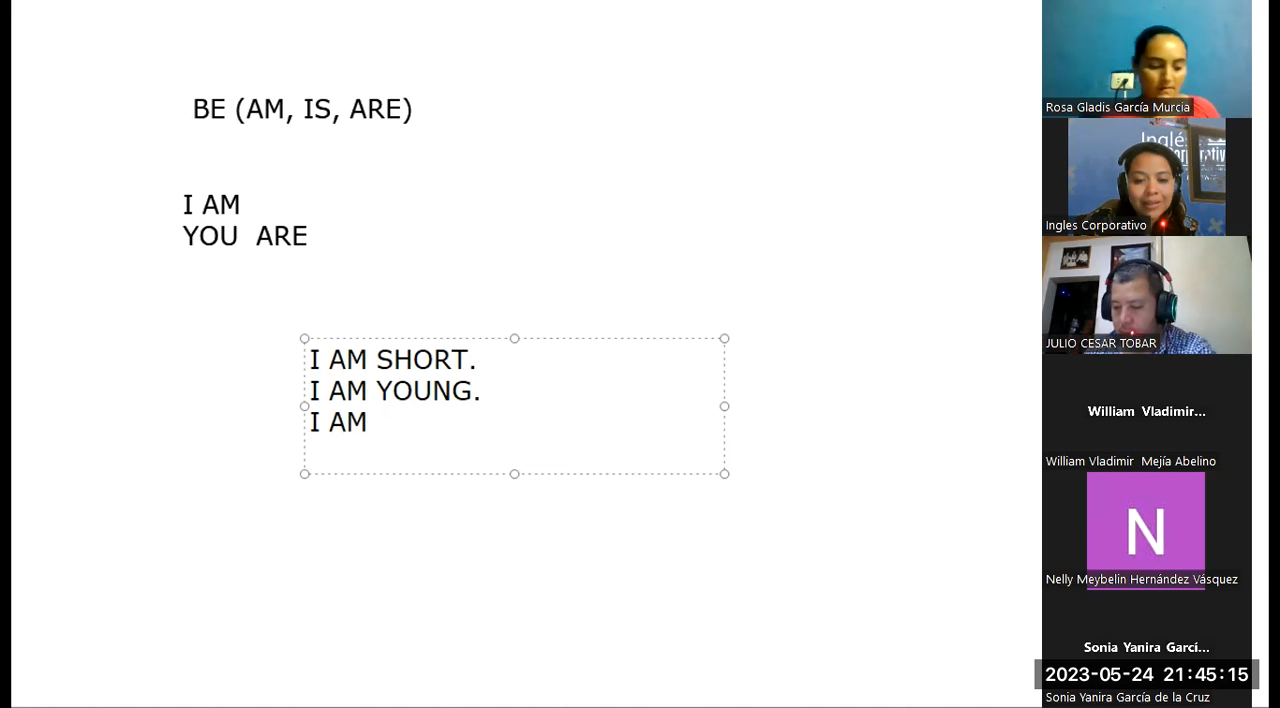 BE (AM, IS, ARE)
I AM
YOU ARE
I AM SHORT.
I AM YOUNG.
I AM
Rosa Gladis García Murcia
Inglés
Ingles Corporativo
JULIO CESAR TOBAR
William Vladimir...
William Vladimir Mejía Abelino
N
Nelly Meybelin Hernández Vásquez
Sonia Yanira Garcí...
2023-05-24 21:45:15
Sonia Yanira García de la Cruz